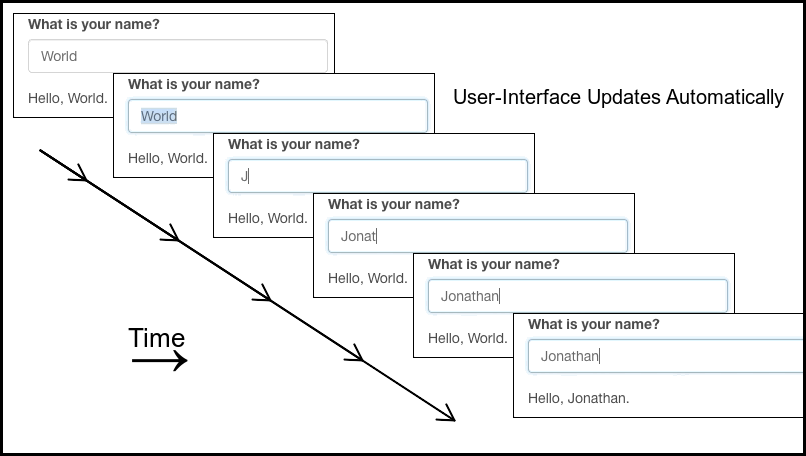 What is your name?
World
Hello, World.
What is your name?
World
Hello, World.
User-Interface Updates Automatically
What is your name?
J
Hello, World.
What is your name?
Jonat
Hello, World.
What is your name?
Jonathan
Hello, World.
What is your name?
Jonathan
Hello, Jonathan.
Time